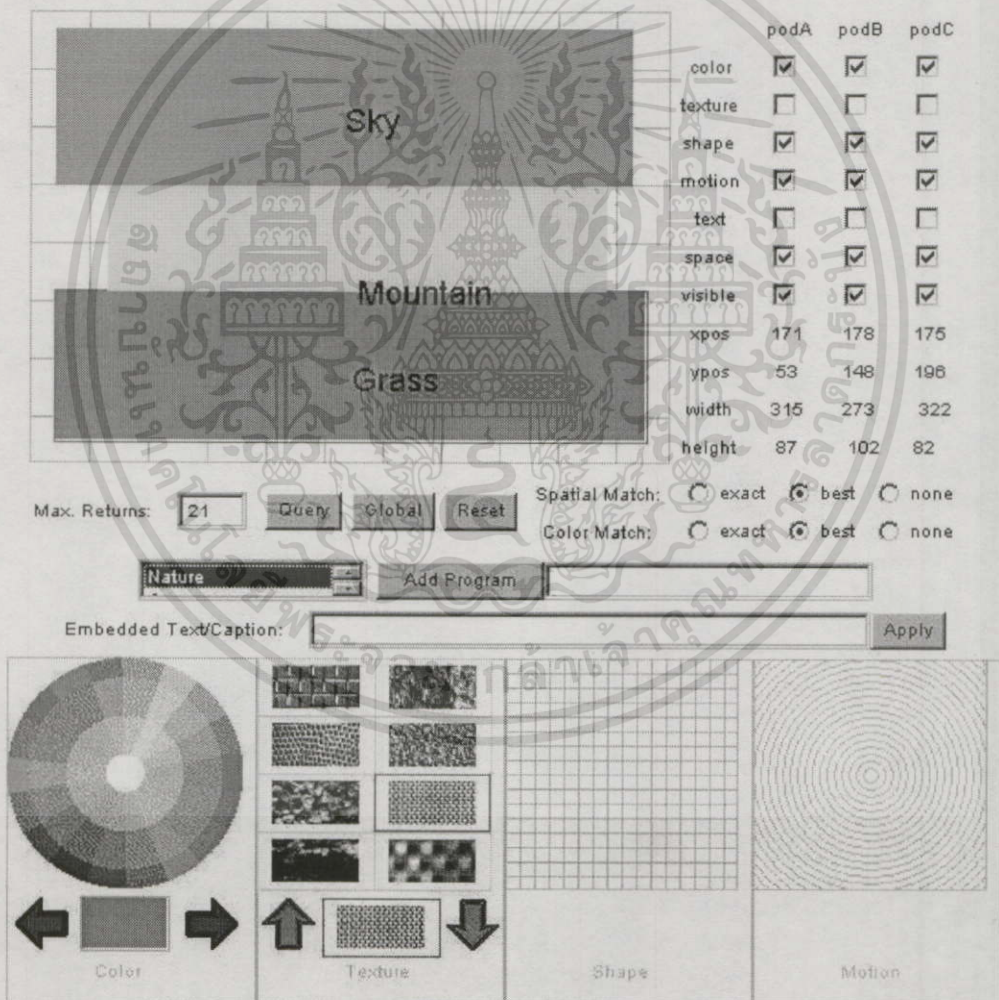 podA podB podC
color
texture
shape
motion
text
space
visible
xpos 171 178 175
ypos 53 148 196
width 315 273 322
height 87 102 82
Sky
Mountain
Grass
Max. Returns: 21 Query Global Reset
Spatial Match: exact best none
Color Match: exact best none
Nature Add Program
Embedded Text/Caption: Apply
Color Texture Shape Motion